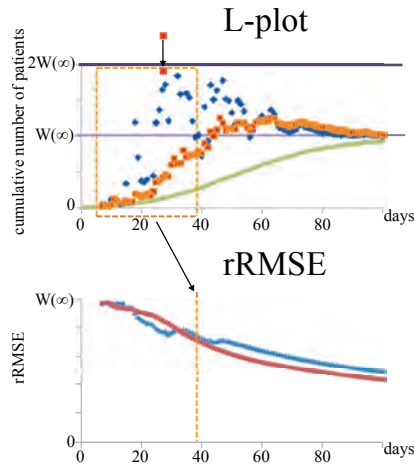 L-plot
cumulative number of patients
2W(∞)
W(∞)
0
0 20 40 60 80 days
rRMSE
W(∞)
rRMSE
0
0 20 40 60 80 days